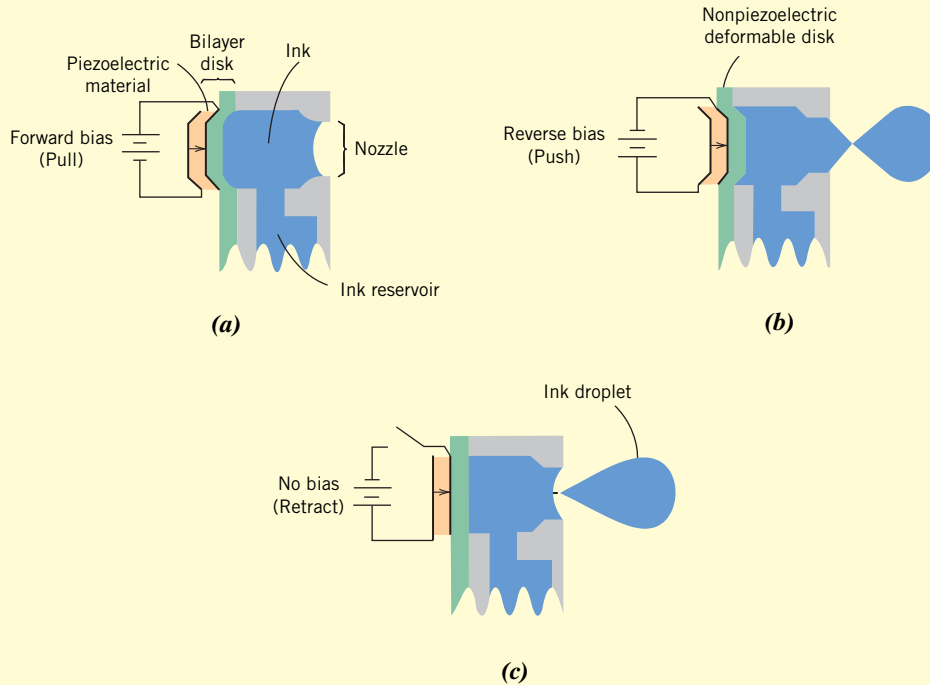 Bilayer
disk
Ink
Piezoelectric
material
Forward bias
(Pull)
Nozzle
Ink reservoir
(a)
Nonpiezoelectric
deformable disk
Reverse bias
(Push)
(b)
Ink droplet
No bias
(Retract)
(c)